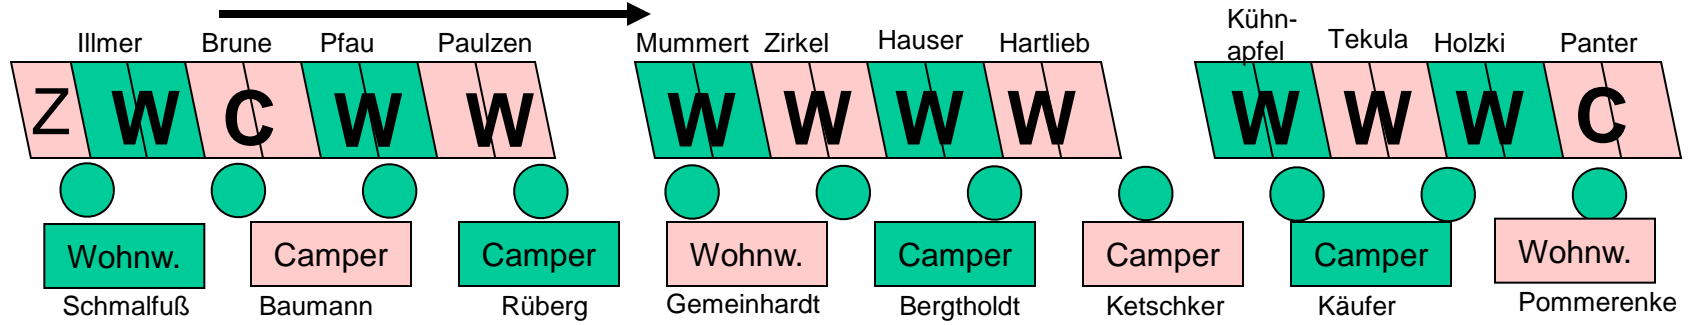 Kühn-
Illmer Brune Pfau Paulzen Mummert Zirkel Hauser Hartlieb apfel Tekula Holzki Panter
Z W C W W W W W W W W W C
Wohnw. Camper Camper Wohnw. Camper Camper Camper Wohnw.
Schmalfuß Baumann Rüberg Gemeinhardt Bergtholdt Ketschker Käufer Pommerenke